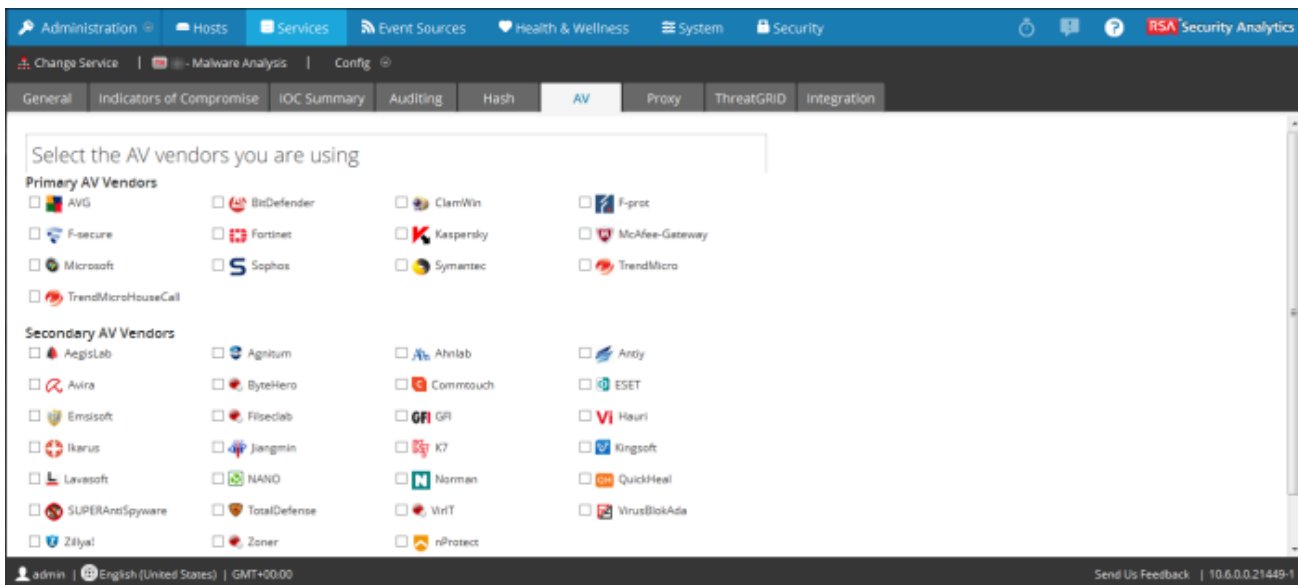 Administration Hosts Services Event Sources Health & Wellness System Security RSA Security Analytics
Change Service | - Malware Analysis | Config
General Indicators of Compromise IOC Summary Auditing Hash AV Proxy ThreatGRID Integration
Select the AV vendors you are using
Primary AV Vendors
AVG BitDefender ClamWin F-prot
F-secure Fortinet Kaspersky McAfee-Gateway
Microsoft Sophos Symantec TrendMicro
TrendMicroHouseCall
Secondary AV Vendors
AegisLab Agnitum Ahnlab Antiy
Avira ByteHero Commtouch ESET
Emsisoft Filseclab GFI GFI Hauri
Ikarus Jiangmin K7 Kingsoft
Lavasoft NANO Norman QH QuickHeal
SUPERAntiSpyware TotalDefense VirIT VirusBlokAda
Zillya! Zoner nProtect
admin | English (United States) | GMT+00:00 Send Us Feedback | 10.6.0.0.21449-1